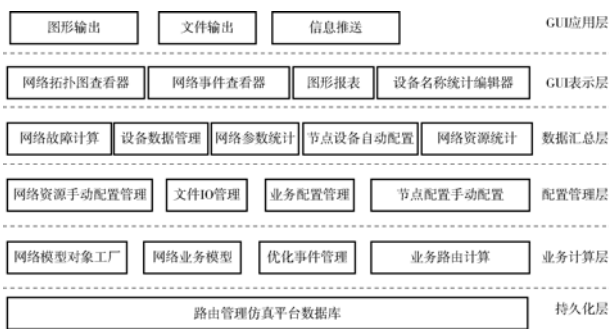 图形输出 文件输出 信息推送 GUI应用层
网络拓扑图查看器 网络事件查看器 图形报表 设备名称统计编辑器 GUI表示层
网络故障计算 设备数据管理 网络参数统计 节点设备自动配置 网络资源统计 数据汇总层
网络资源手动配置管理 文件IO管理 业务配置管理 节点配置手动配置 配置管理层
网络模型对象工厂 网络业务模型 优化事件管理 业务路由计算 业务计算层
路由管理仿真平台数据库 持久化层